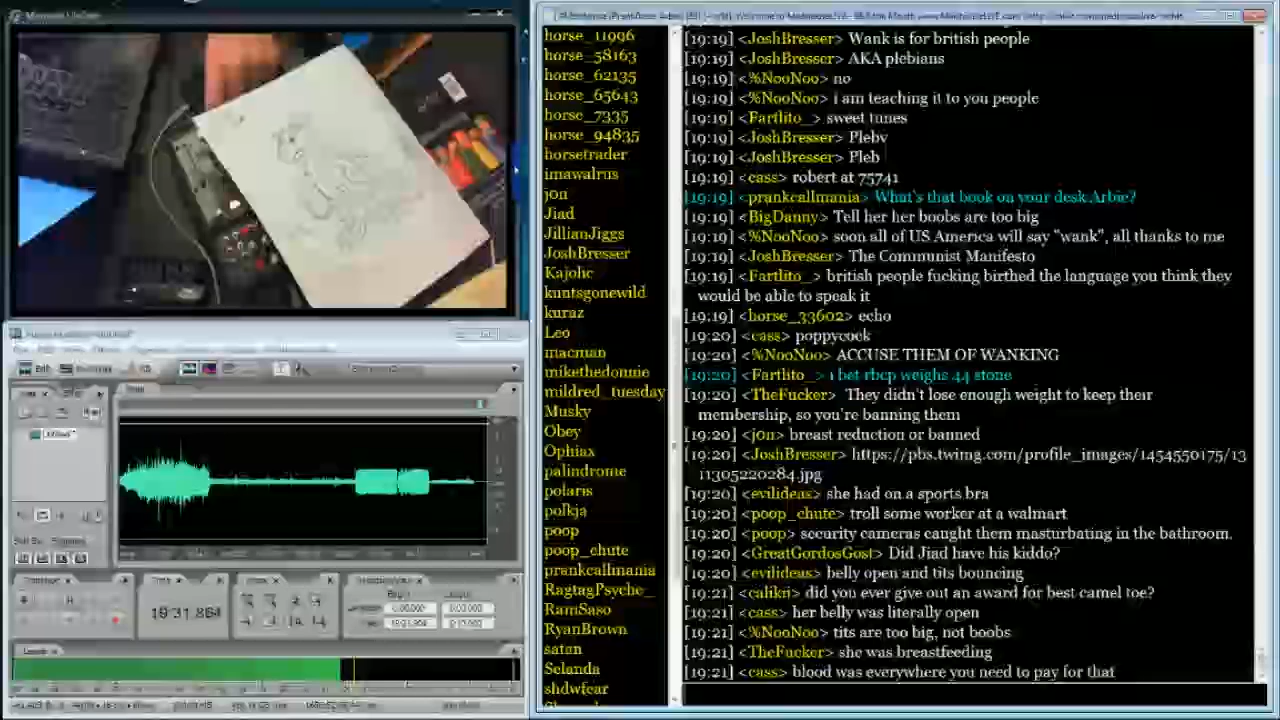 horse_11996
horse_58163
horse_62135
horse_65643
horse_7335
horse_94835
horsetrader
imawalrus
jon
Jiad
JillianJiggs
JoshBresser
Kajohc
kuntsgonewild
kuraz
Leo
macman
mikethedonnie
mildred_tuesday
Musky
Obey
Ophiax
palindrome
polaris
polkja
poop
poop_chute
prankcallmania
RagtagPsyche_
RamSaso
RyanBrown
satan
Selanda
shdwfear
[19:19] <JoshBresser> Wank is for british people
[19:19] <JoshBresser> AKA plebians
[19:19] <%NooNoo> no
[19:19] <%NooNoo> i am teaching it to you people
[19:19] <Fartlito_> sweet tunes
[19:19] <JoshBresser> Plebv
[19:19] <JoshBresser> Pleb
[19:19] <cass> robert at 75741
[19:19] <prankcallmania> What's that book on your desk Arbie?
[19:19] <BigDanny> Tell her her boobs are too big
[19:19] <%NooNoo> soon all of US America will say "wank", all thanks to me
[19:19] <JoshBresser> The Communist Manifesto
[19:19] <Fartlito_> british people fucking birthed the language you think they
would be able to speak it
[19:19] <horse_33602> echo
[19:20] <cass> poppycock
[19:20] <%NooNoo> ACCUSE THEM OF WANKING
[19:20] <Fartlito_> i bet rbcp weighs 44 stone
[19:20] <TheFucker> They didn't lose enough weight to keep their
membership, so you're banning them
[19:20] <jon> breast reduction or banned
[19:20] <JoshBresser> https://pbs.twimg.com/profile_images/1454550175/13
11305220284.jpg
[19:20] <evilideas> she had on a sports bra
[19:20] <poop_chute> troll some worker at a walmart
[19:20] <poop> security cameras caught them masturbating in the bathroom.
[19:20] <GreatGordosGost> Did Jiad have his kiddo?
[19:20] <evilideas> belly open and tits bouncing
[19:21] <calikri> did you ever give out an award for best camel toe?
[19:21] <cass> her belly was literally open
[19:21] <%NooNoo> tits are too big, not boobs
[19:21] <TheFucker> she was breastfeeding
[19:21] <cass> blood was everywhere you need to pay for that
Edit
19:31.864